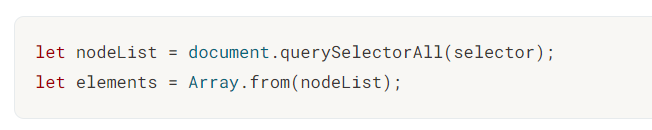 let nodeList = document.querySelectorAll(selector);
let elements = Array.from(nodeList);